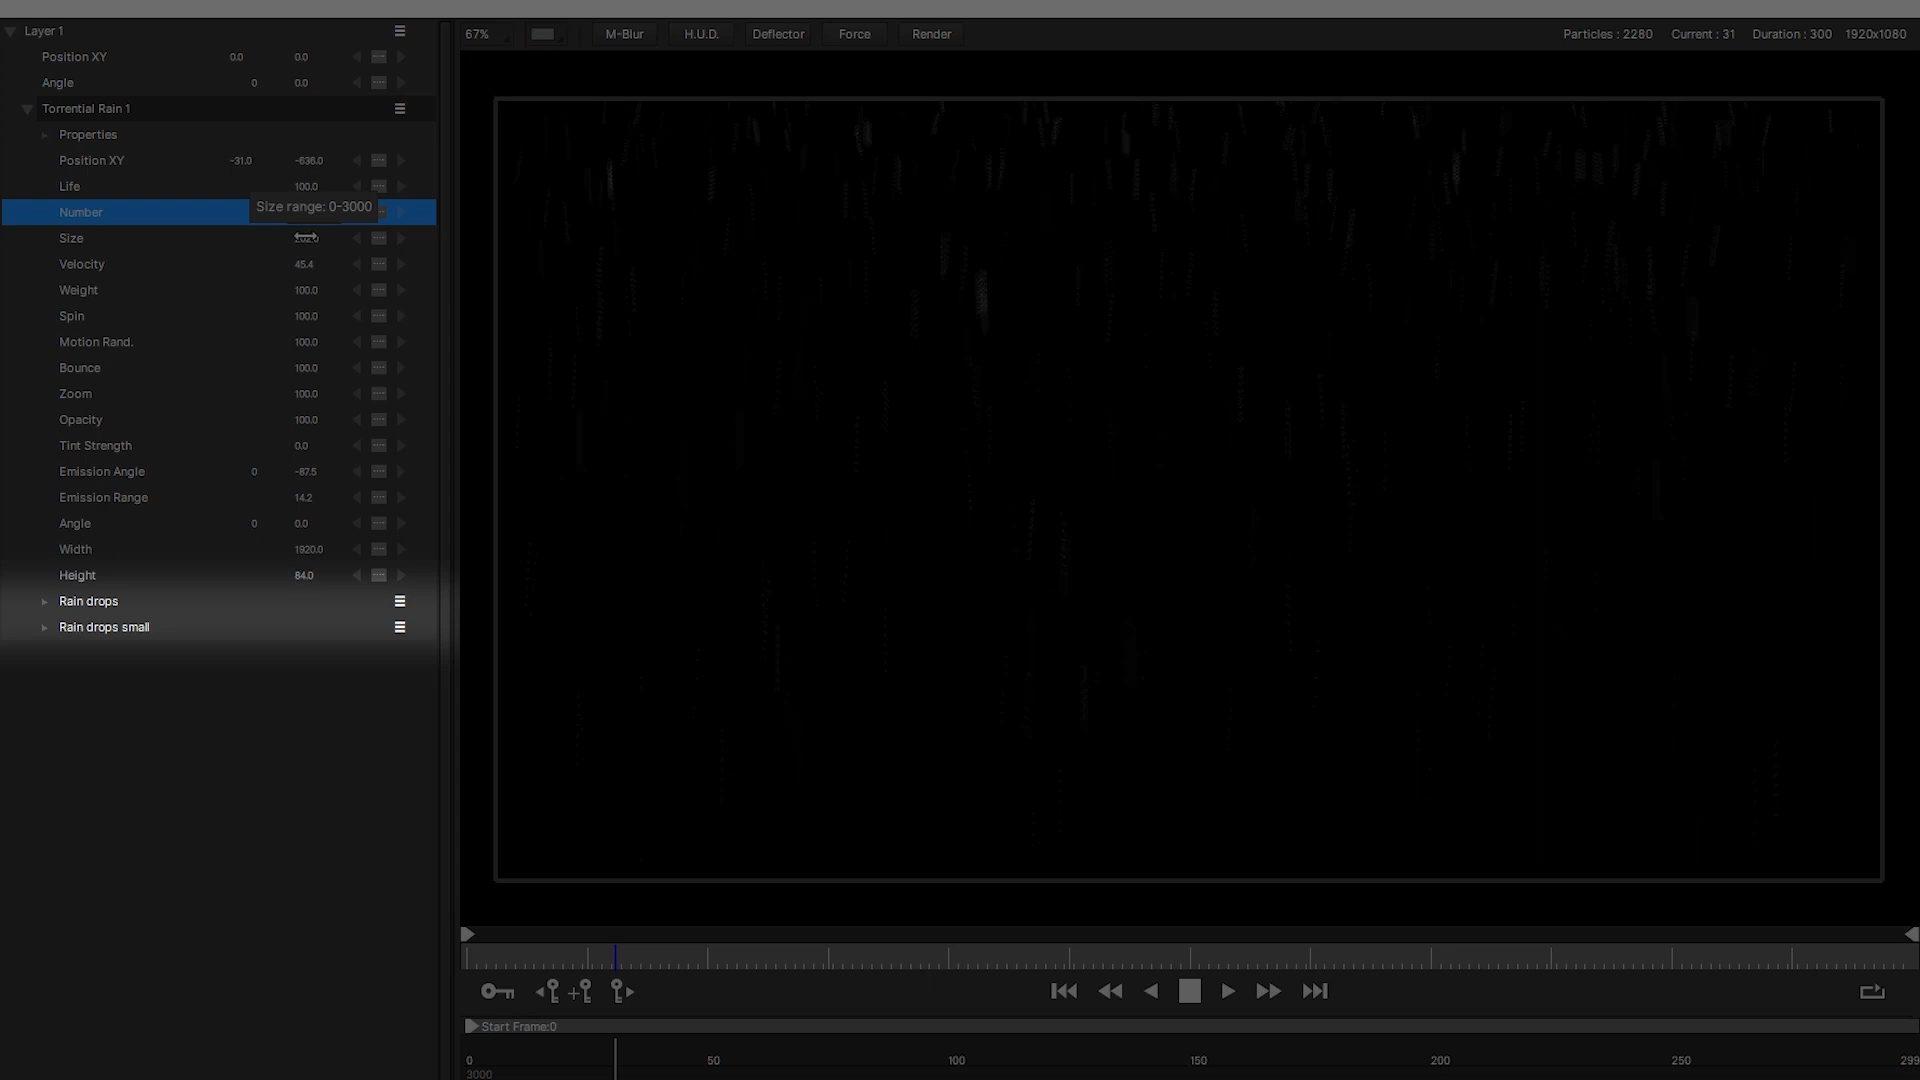 Layer 1
67% M-Blur H.U.D. Deflector Force Render Particles : 2280 Current : 31 Duration : 300 1920x1080
Position XY 0.0 0.0
Angle 0 0.0
Torrential Rain 1
Properties
Position XY -31.0 -636.0
Life 100.0
Size range: 0-3000
Number
Size
Velocity 45.4
Weight 100.0
Spin 100.0
Motion Rand. 100.0
Bounce 100.0
Zoom 100.0
Opacity 100.0
Tint Strength 0.0
Emission Angle 0 -87.5
Emission Range 14.2
Angle 0 0.0
Width 1920.0
Height 84.0
Rain drops
Rain drops small
Start Frame:0
0 50 100 150 200 250 299
3000